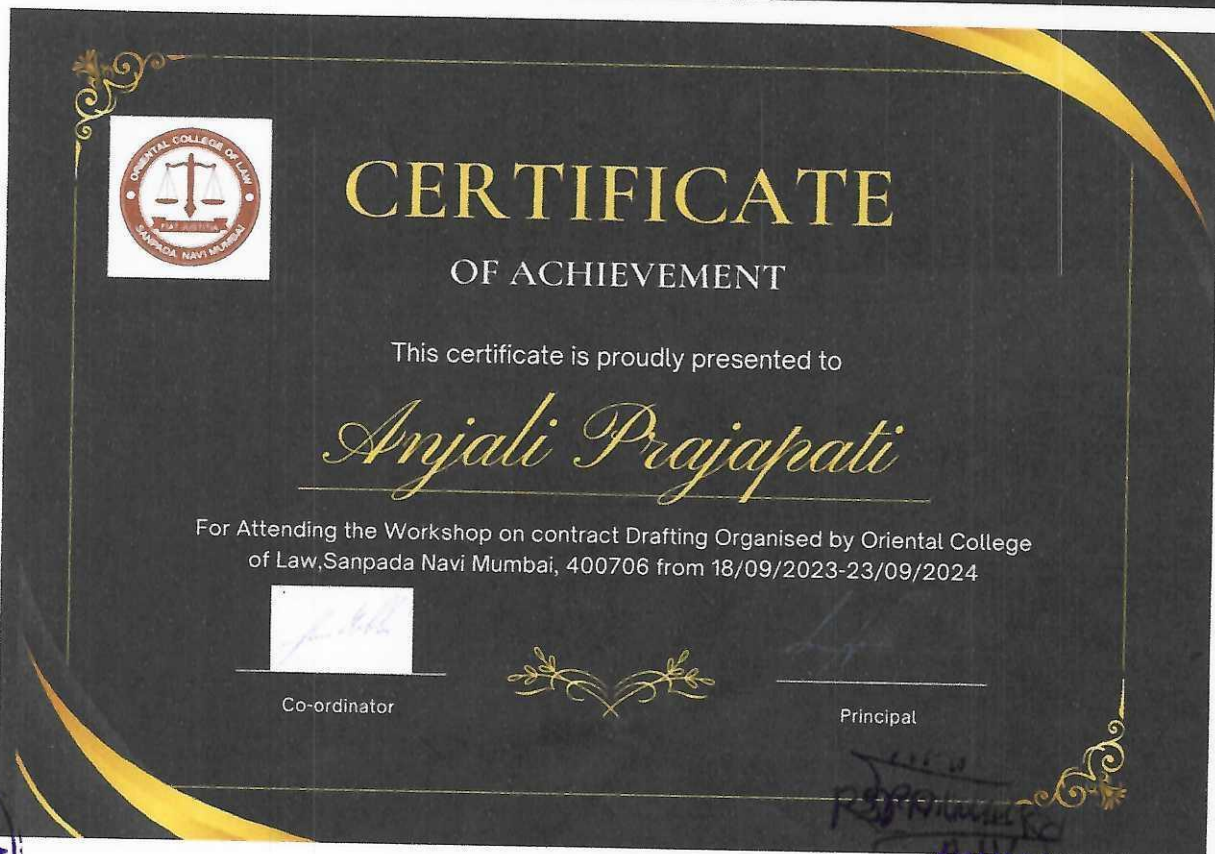 ORIENTAL COLLEGE OF LAW
SANPADA, NAVI MUMBAI
CERTIFICATE
OF ACHIEVEMENT
This certificate is proudly presented to
Anjali Prajapati
For Attending the Workshop on contract Drafting Organised by Oriental College
of Law,Sanpada Navi Mumbai, 400706 from 18/09/2023-23/09/2024
Co-ordinator
Principal